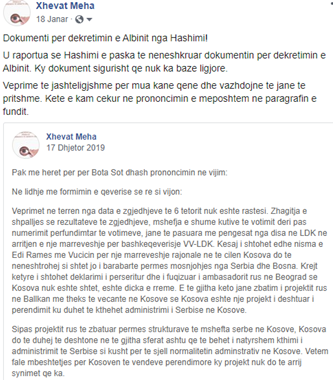 Xhevat Meha
18 Janar ·
Dokumenti per dekretimin e Albinit nga Hashimi!
U raportua se Hashimi e paska te neneshkruar dokumentin per dekretimin e
Albinit. Ky dokument sigurisht qe nuk ka baze ligjore.
Veprime te jashteligjshme per mua kane qene dhe vazhdojne te jane te
pritshme. Kete e kam cekur ne prononcimin e meposhtem ne paragrafin e
fundit.
Xhevat Meha
17 Dhjetor 2019
Pak me heret per per Bota Sot dhash prononcimin ne vijim:
Ne lidhje me formimin e qeverise se re si vijon:
Veprimet ne terren nga data e zgjedhjeve te 6 tetorit nuk eshte rastesi. Zhagitja e
shpalljes se rezultateve te zgjedhjeve, mshefja e shume kutive te votimit deri pas
numerimit perfundimtar te votimeve, jane te pasuara me pengesat nga disa ne LDK ne
arritjen e nje marreveshje per bashkeqeverisje VV-LDK. Kesaj i shtohet edhe nisma e
Edi Rames me Vucicin per nje marreveshje rajonale ne te cilen Kosova do te
neneshtrohej si shtet jo i barabarte permes mosnjohjes nga Serbia dhe Bosna. Krejt
ketyre i shtohet deklarimi i perseritur dhe i fuqizuar i ambasadorit rus ne Beograd se
Kosova nuk eshte shtet, eshte dicka e rreme. E te gjitha keto jane zbatim i projektit rus
ne Ballkan me theks te vecante ne Kosove se Kosova eshte nje projekt i deshtuar i
perendimit ku duhet te kthehet administrimi i Serbise ne Kosove.
Sipas projektit rus te zbatuar permes strukturave te mshefta serbe ne Kosove, Kosova
do te duhej te deshtone ne te gjitha sferat ashtu qe te behet i natyrshem kthimi i
administrimit te Serbise si kusht per te sjell normalitetin adminstrativ ne Kosove. Vetem
fale mbeshtetjes per Kosoven te vendeve perendimore ky projekt nuk do te arrij
synimet qe ka.